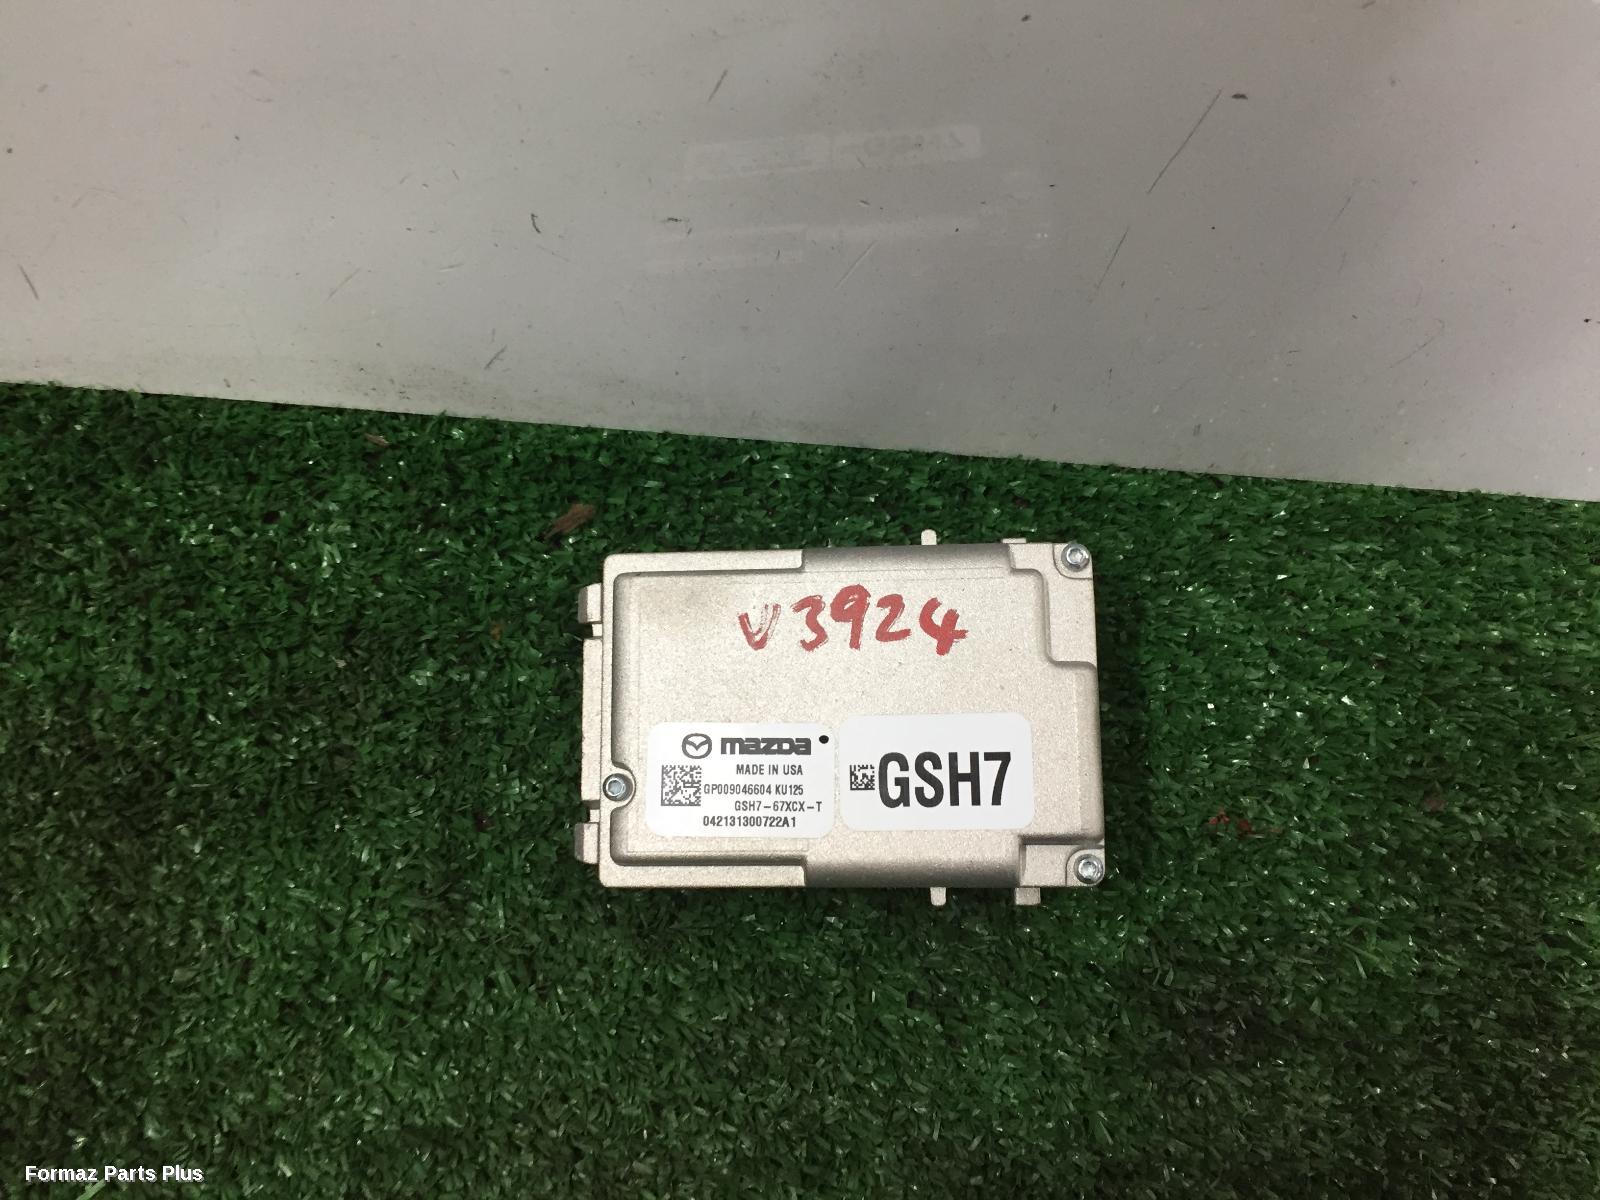 V3924
mazda
MADE IN USA
GP009046604 KU125
GSH7-67XCX-T
042131300722A1
GSH7
Formaz Parts Plus